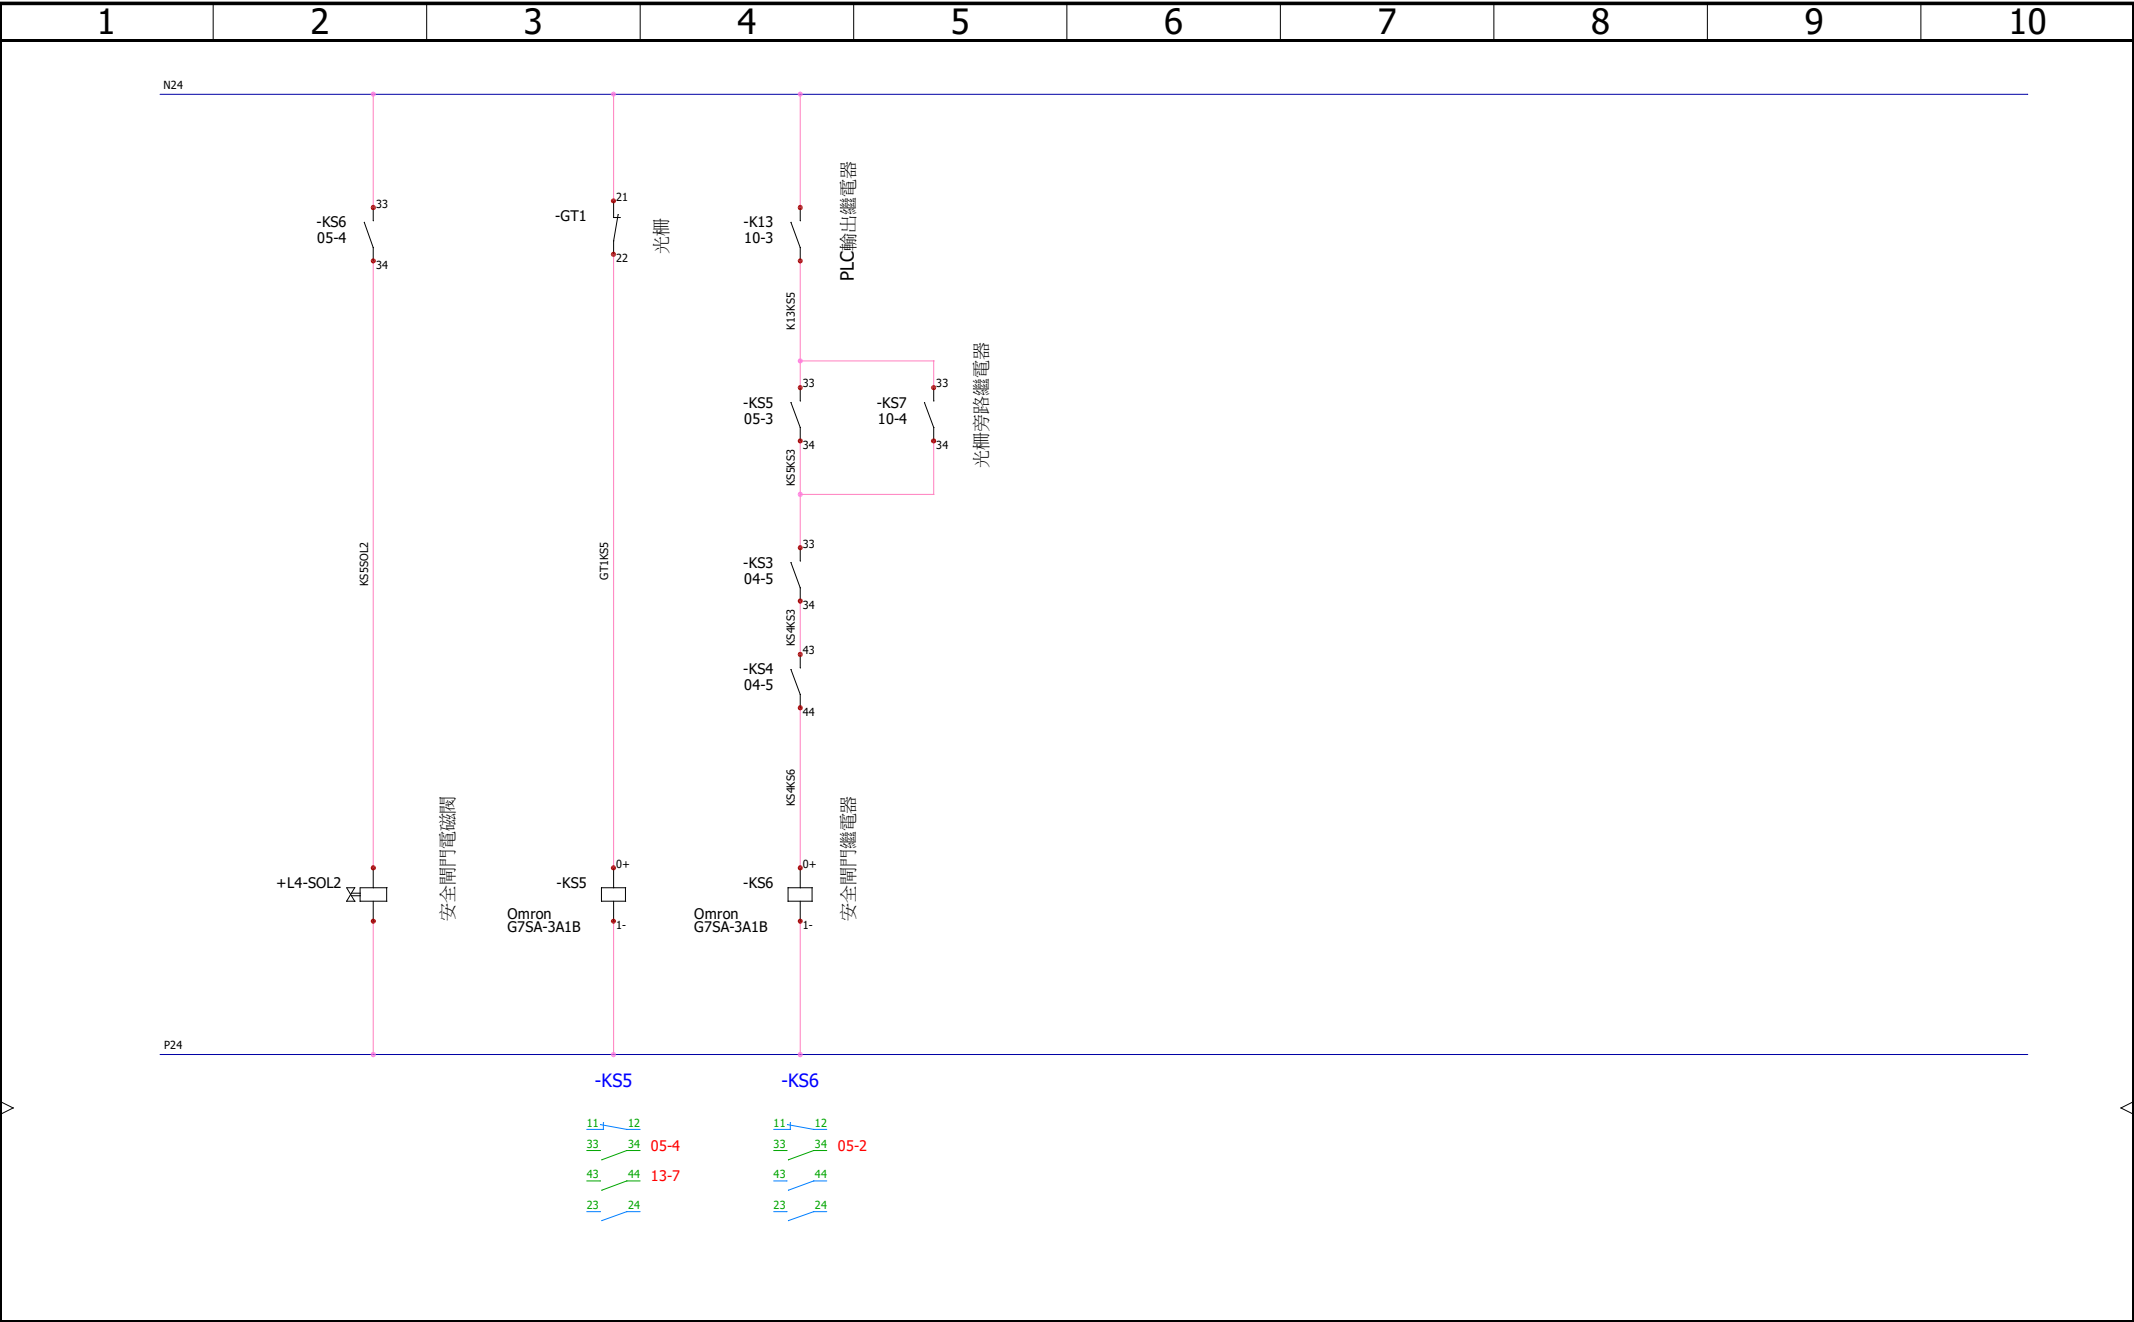 1 2 3 4 5 6 7 8 9 10
N24
-KS6
05-4
33
34
KS5SOL2
+L4-SOL2
安全閘門電磁閥
-GT1
21
22
光柵
GT1KS5
-KS5
0+
1-
Omron
G7SA-3A1B
-K13
10-3
PLC輸出繼電器
K13KS5
-KS5
05-3
33
34
KS5KS3
-KS7
10-4
33
34
光柵旁路繼電器
-KS3
04-5
33
34
KS4KS3
-KS4
04-5
43
44
KS4KS6
-KS6
0+
1-
Omron
G7SA-3A1B
安全閘門繼電器
P24
-KS5
11 12
33 34 05-4
43 44 13-7
23 24
-KS6
11 12
33 34 05-2
43 44
23 24